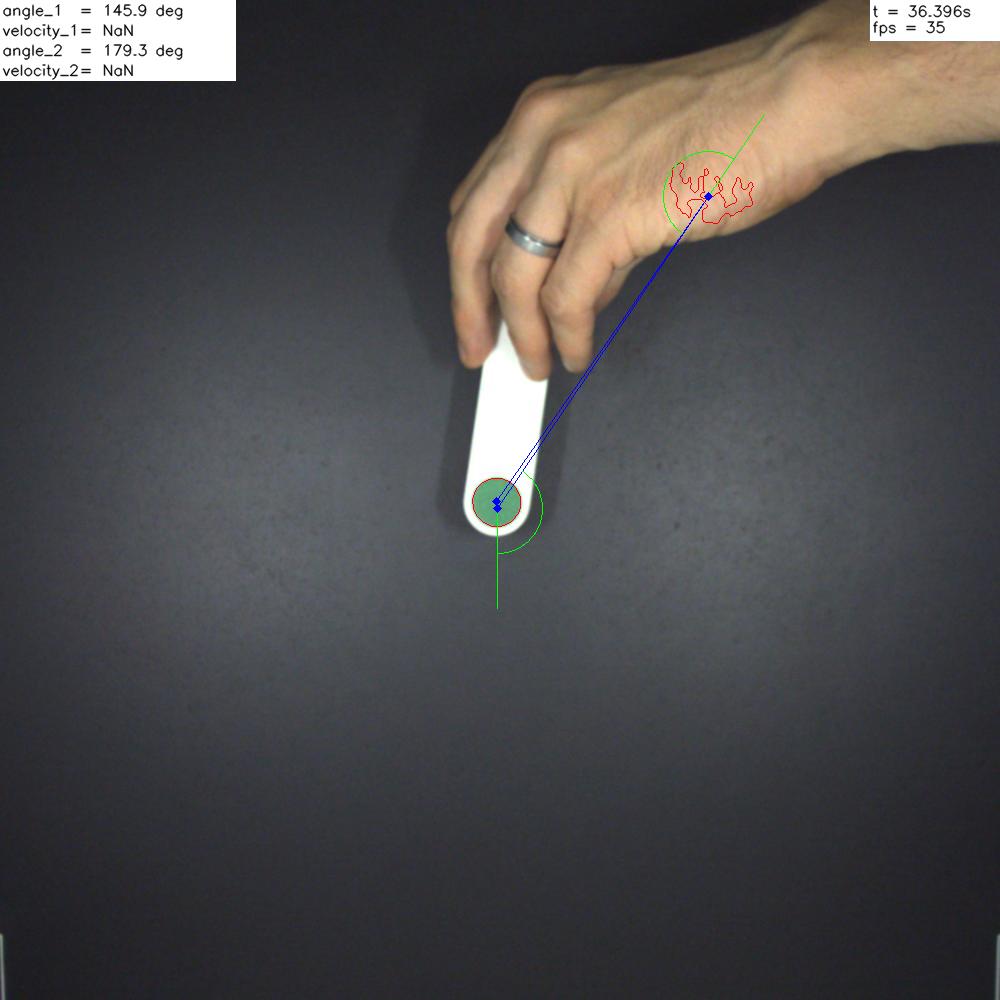 angle_1 = 145.9 deg
velocity_1= NaN
angle_2 = 179.3 deg
velocity_2= NaN
t = 36.396s
fps = 35